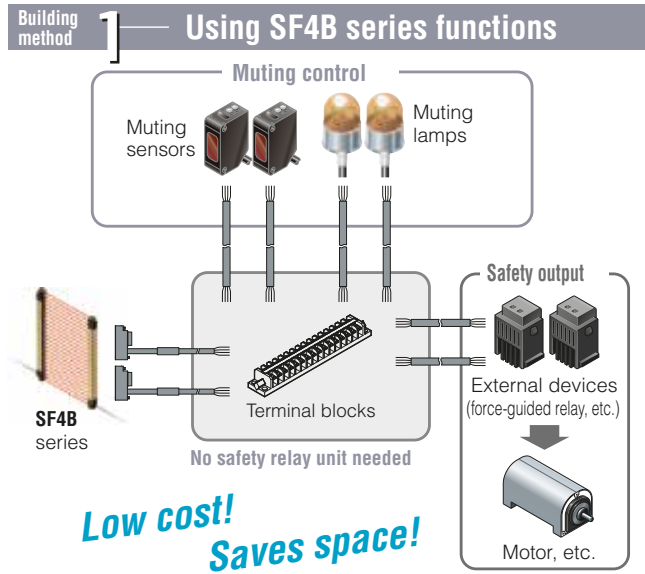 Building
method
1
Using SF4B series functions
Muting control
Muting
sensors
Muting
lamps
Safety output
SF4B
series
Terminal blocks
External devices
(force-guided relay, etc.)
No safety relay unit needed
Motor, etc.
Low cost!
Saves space!